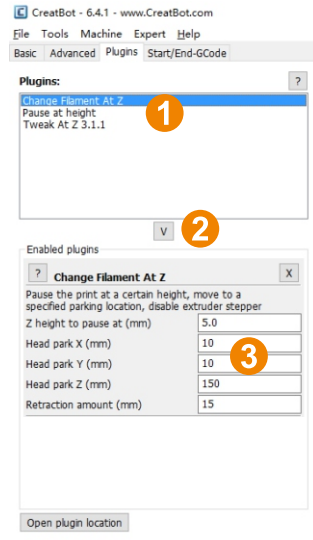 CreatBot - 6.4.1 - www.CreatBot.com
File Tools Machine Expert Help
Basic Advanced Plugins Start/End-GCode
Plugins: ?
Change Filament At Z
Pause at height
Tweak At Z 3.1.1
1
V 2
Enabled plugins
? Change Filament At Z X
Pause the print at a certain height, move to a
specified parking location, disable extruder stepper
Z height to pause at (mm) 5.0
Head park X (mm) 10
Head park Y (mm) 10
3
Head park Z (mm) 150
Retraction amount (mm) 15
Open plugin location